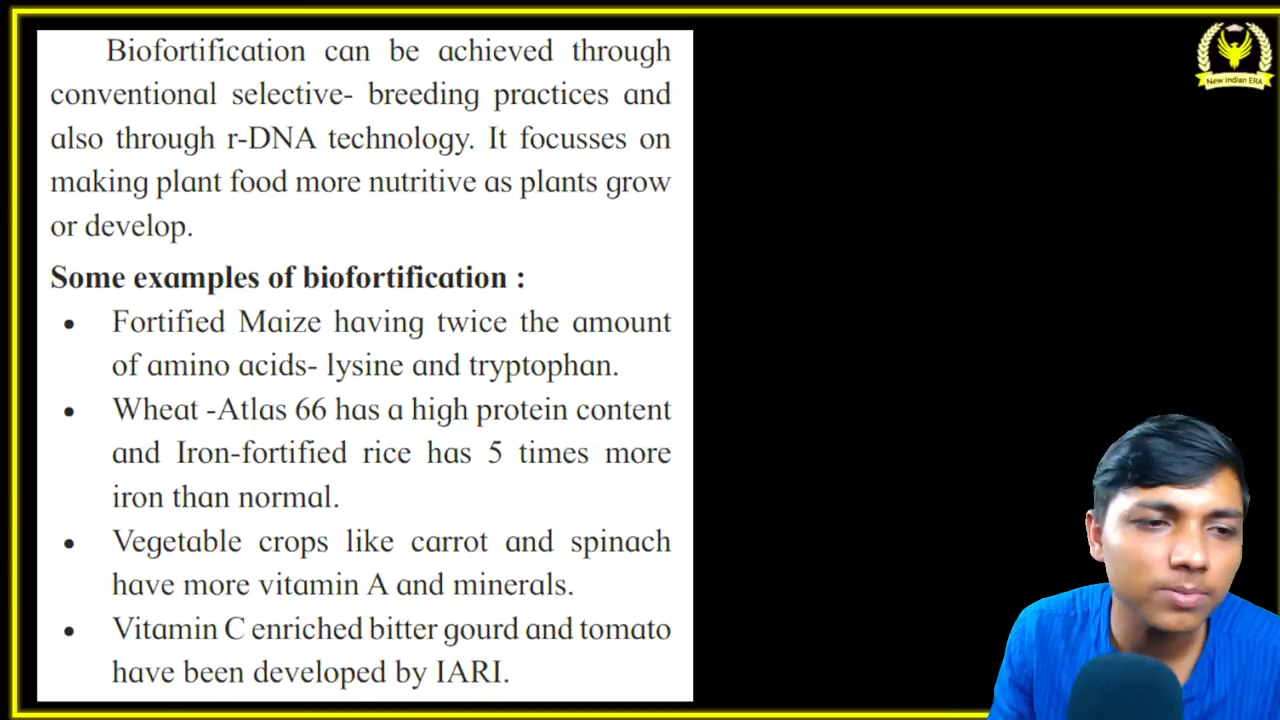 Biofortification can be achieved through
conventional selective- breeding practices and
also through r-DNA technology. It focusses on
making plant food more nutritive as plants grow
or develop.
Some examples of biofortification :
• Fortified Maize having twice the amount
of amino acids- lysine and tryptophan.
• Wheat -Atlas 66 has a high protein content
and Iron-fortified rice has 5 times more
iron than normal.
• Vegetable crops like carrot and spinach
have more vitamin A and minerals.
• Vitamin C enriched bitter gourd and tomato
have been developed by IARI.
New Indian ERA